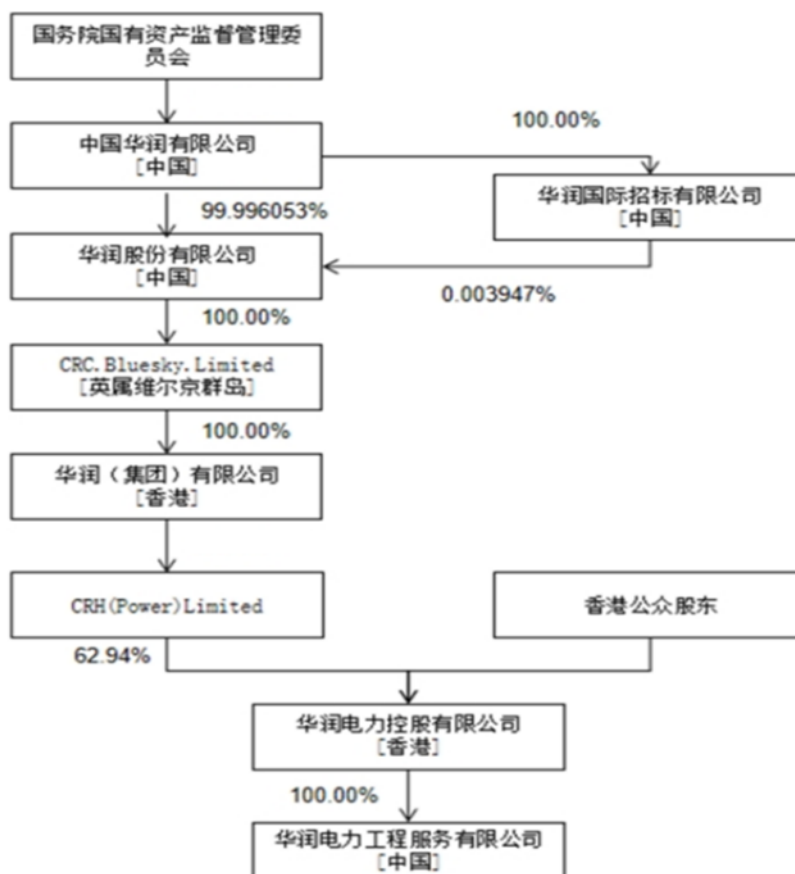 国务院国有资产监督管理委
员会
中国华润有限公司
[中国]
100.00%
华润国际招标有限公司
[中国]
99.996053%
华润股份有限公司
[中国]
0.003947%
100.00%
CRC.Bluesky.Limited
[英属维尔京群岛]
100.00%
华润（集团）有限公司
[香港]
CRH(Power)Limited
香港公众股东
62.94%
华润电力控股有限公司
[香港]
100.00%
华润电力工程服务有限公司
[中国]